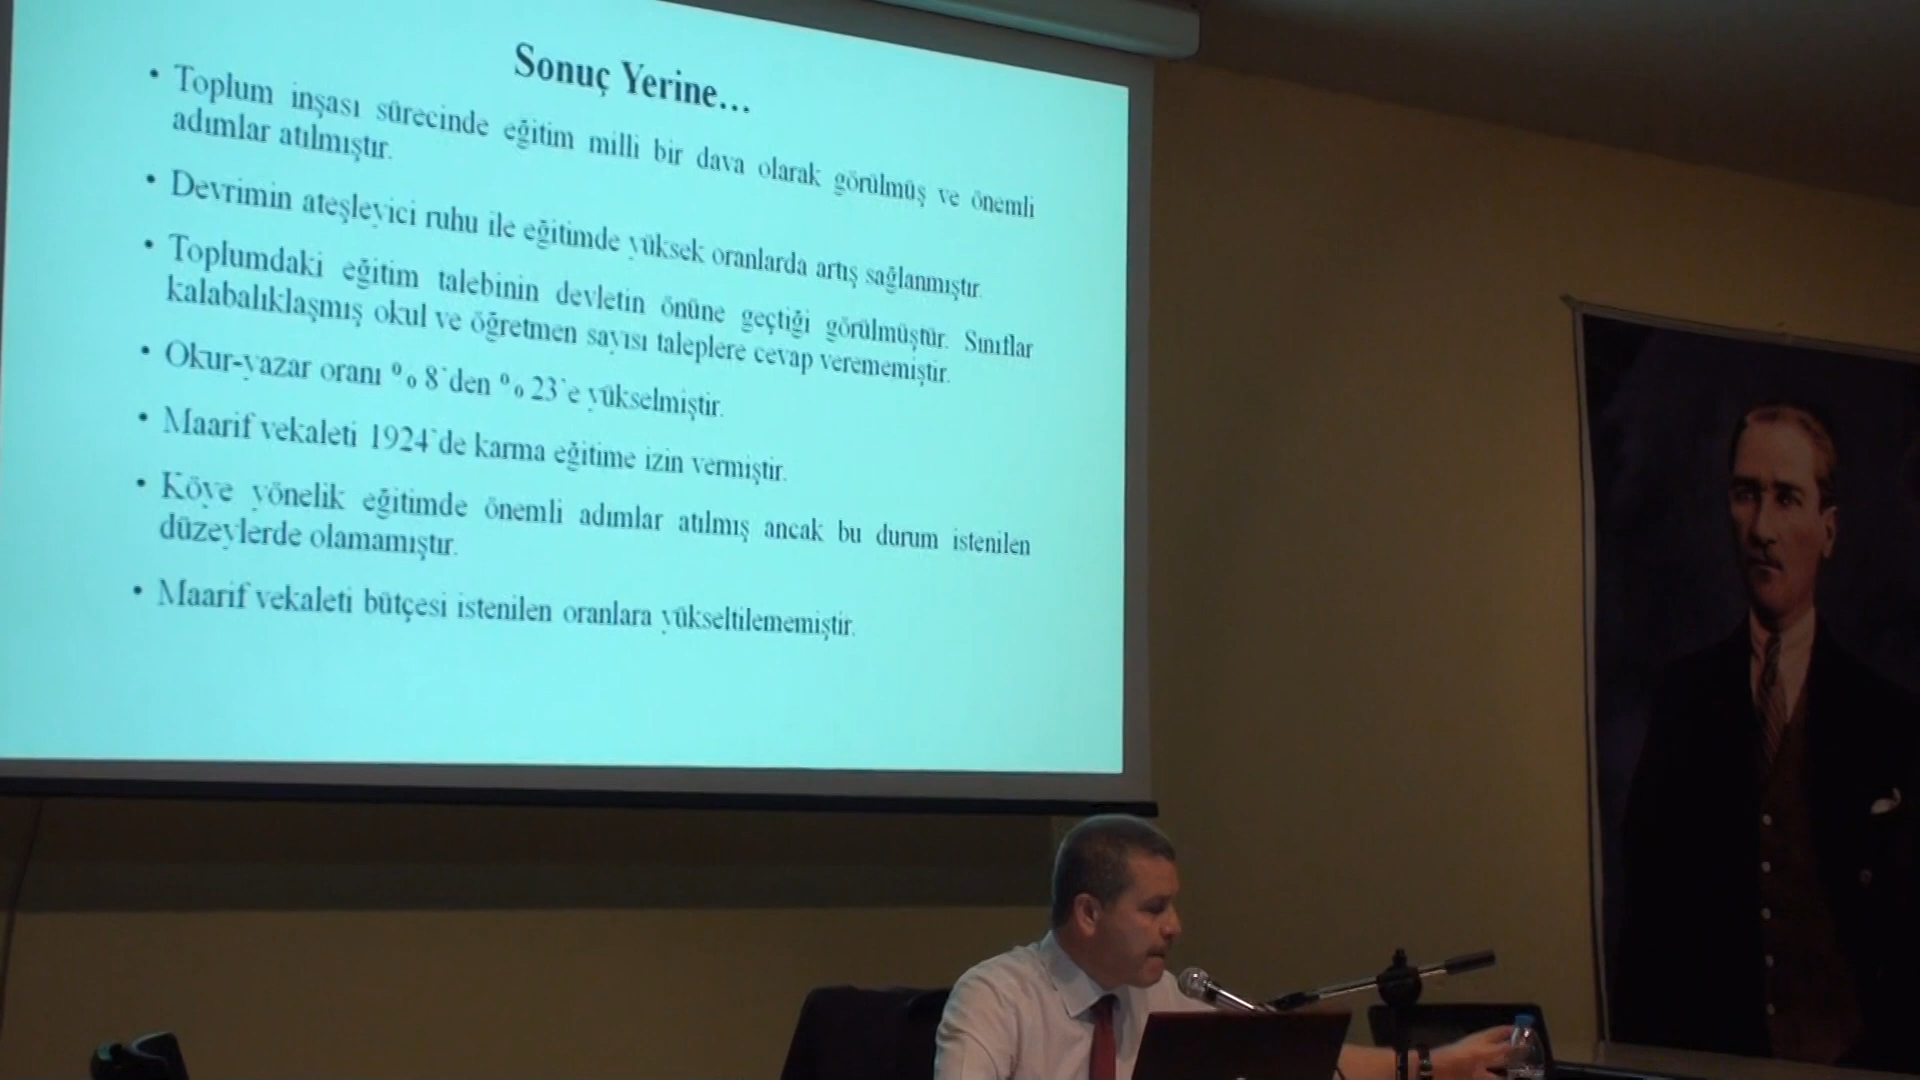 Sonuç Yerine...
• Toplum inşası sürecinde eğitim milli bir dava olarak görülmüş ve önemli
adımlar atılmıştır.
• Devrimin ateşleyici ruhu ile eğitimde yüksek oranlarda artış sağlanmıştır.
• Toplumdaki eğitim talebinin devletin önüne geçtiği görülmüştür. Sınıflar
kalabalıklaşmış okul ve öğretmen sayısı taleplere cevap verememiştir.
• Okur-yazar oranı % 8'den % 23'e yükselmiştir.
• Maarif vekaleti 1924'de karma eğitime izin vermiştir.
• Köye yönelik eğitimde önemli adımlar atılmış ancak bu durum istenilen
düzeylerde olamamıştır.
• Maarif vekaleti bütçesi istenilen oranlara yükseltilememiştir.